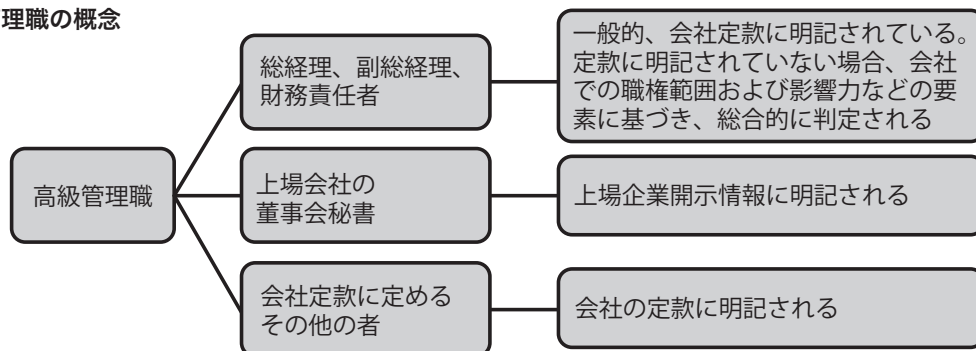 理職の概念
総経理、副総経理、
財務責任者
一般的、会社定款に明記されている。
定款に明記されていない場合、会社
での職権範囲および影響力などの要
素に基づき、総合的に判定される
高級管理職
上場会社の
董事会秘書
上場企業開示情報に明記される
会社定款に定める
その他の者
会社の定款に明記される